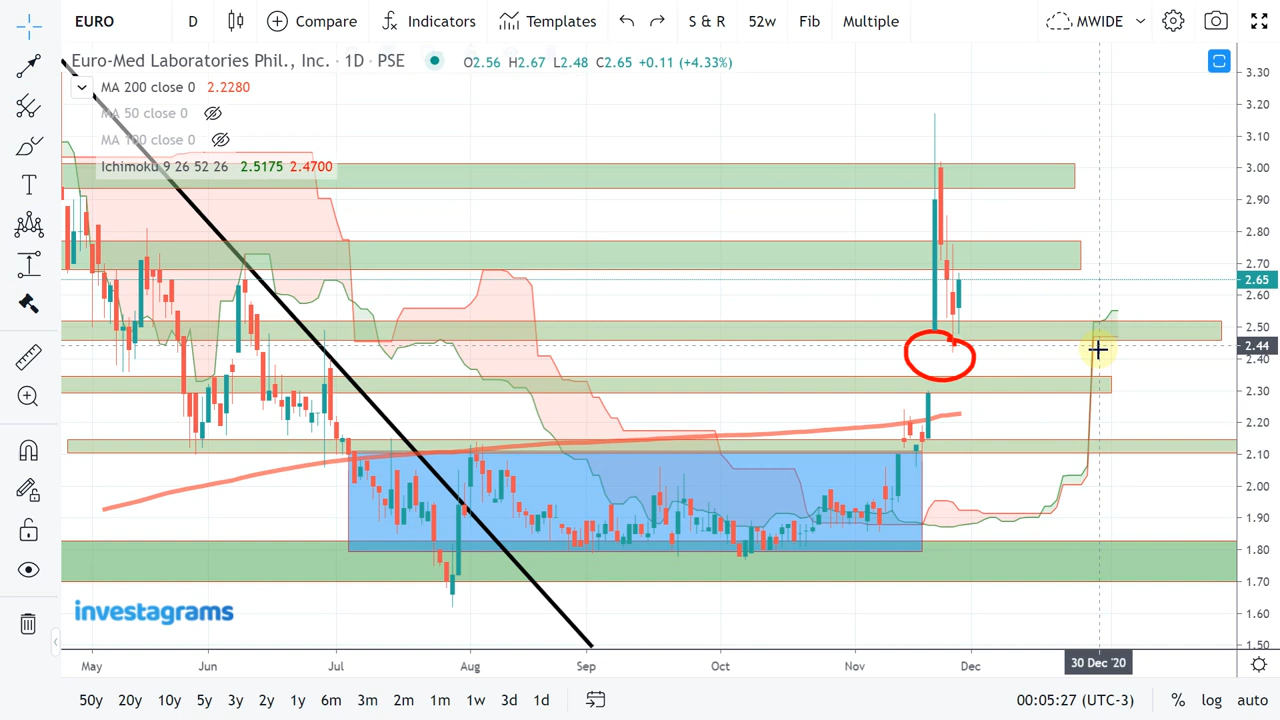 EURO D Compare Indicators Templates S & R 52w Fib Multiple MWIDE
Euro-Med Laboratories Phil., Inc. · 1D · PSE O2.56 H2.67 L2.48 C2.65 +0.11 (+4.33%)
MA 200 close 0 2.2280
MA 50 close 0
MA 100 close 0
Ichimoku 9 26 52 26 2.5175 2.4700
3.30
3.20
3.10
3.00
2.90
2.80
2.70
2.65
2.60
2.50
2.44
2.40
2.30
2.20
2.10
2.00
1.90
1.80
1.70
1.60
1.50
investagrams
May Jun Jul Aug Sep Oct Nov Dec 30 Dec '20
50y 20y 10y 5y 3y 2y 1y 6m 3m 2m 1m 1w 3d 1d 00:05:27 (UTC-3) % log auto